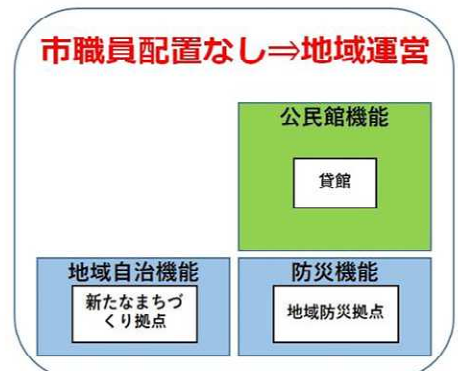 市職員配置なし⇒地域運営
公民館機能
貸館
地域自治機能
新たなまちづ
くり拠点
防災機能
地域防災拠点